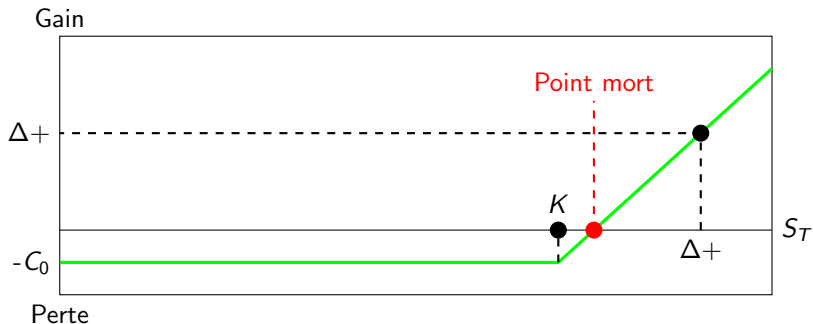 Gain
Point mort
Δ+
K
S_T
Δ+
-C_0
Perte